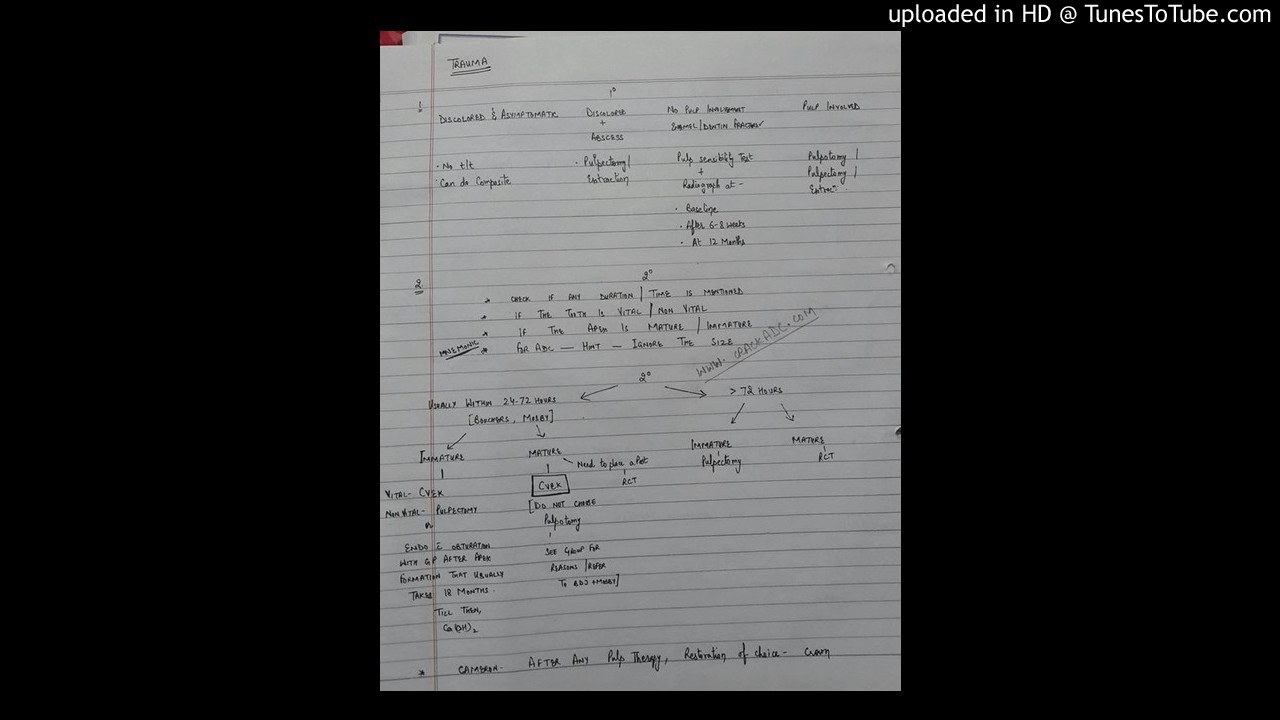 uploaded in HD @ TunesToTube.com
TRAUMA
1°
1.
DISCOLORED & ASYMPTOMATIC
· No t/t
· Can do Composite
DISCOLORED
+
ABSCESS
· Pulpectomy/
Extraction
NO PULP INVOLVEMENT
ENAMEL/DENTIN FRACTURE
Pulp sensibility Test
+
Radiograph at -
· Baseline
· After 6-8 weeks
· At 12 Months
PULP INVOLVED
Pulpotomy /
Pulpectomy /
Extract
2.
2°
CHECK IF ANY DURATION / TIME IS MENTIONED
IF THE TOOTH IS VITAL / NON VITAL
IF THE APEX IS MATURE / IMMATURE
MNEMONIC
FOR ADC — HINT — IGNORE THE SIZE
WWW. CRACKADC.COM
2°
USUALLY WITHIN 24-72 HOURS
[BOUCHERS, MOSBY]
> 72 HOURS
IMMATURE
VITAL- CVEK
NON VITAL- PULPECTOMY
OR
ENDO c̄ OBTURATION
WITH G.P AFTER APEX
FORMATION THAT USUALLY
TAKES 18 MONTHS.
TILL THEN,
Ca(OH)₂
MATURE
Need to place a Post
RCT
CVEK
[DO NOT CHOOSE
Pulpotomy
SEE GROUP FOR
REASONS / REFER
TO BDJ + MOSBY]
IMMATURE
Pulpectomy
MATURE
RCT
* CAMERON. AFTER ANY Pulp Therapy, Restoration of choice - Crown